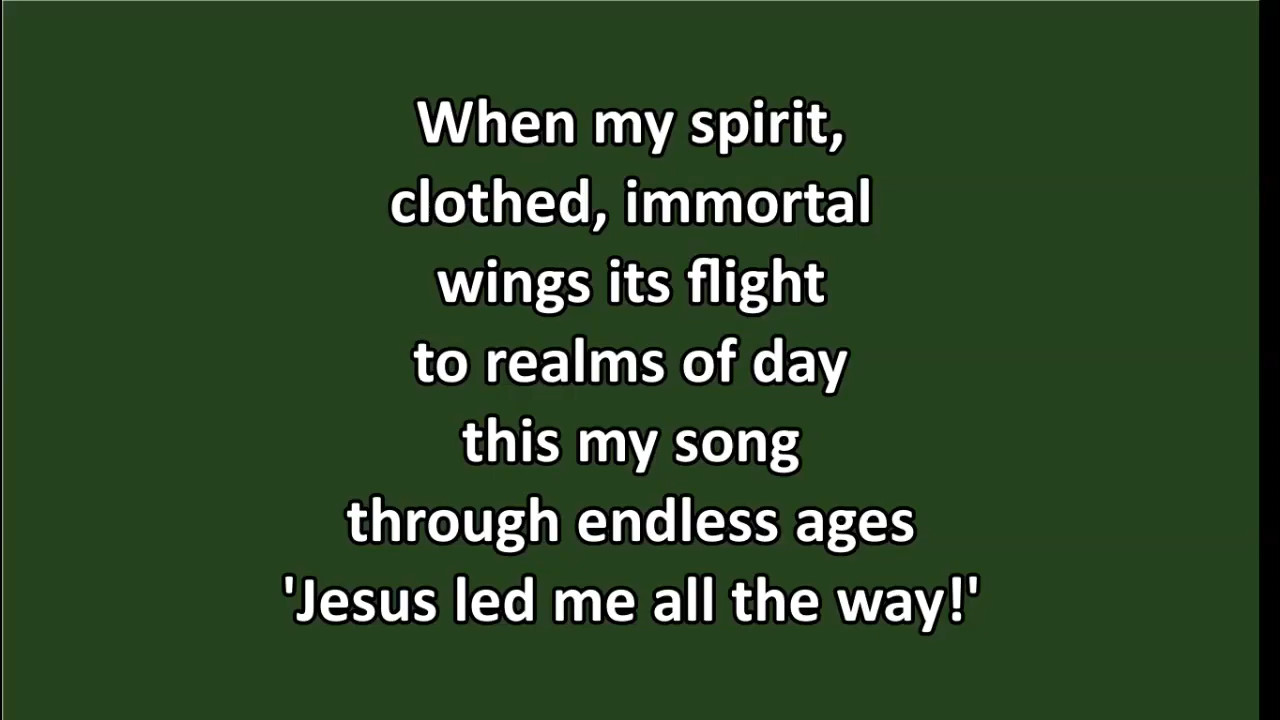 When my spirit,
clothed, immortal
wings its flight
to realms of day
this my song
through endless ages
'Jesus led me all the way!'